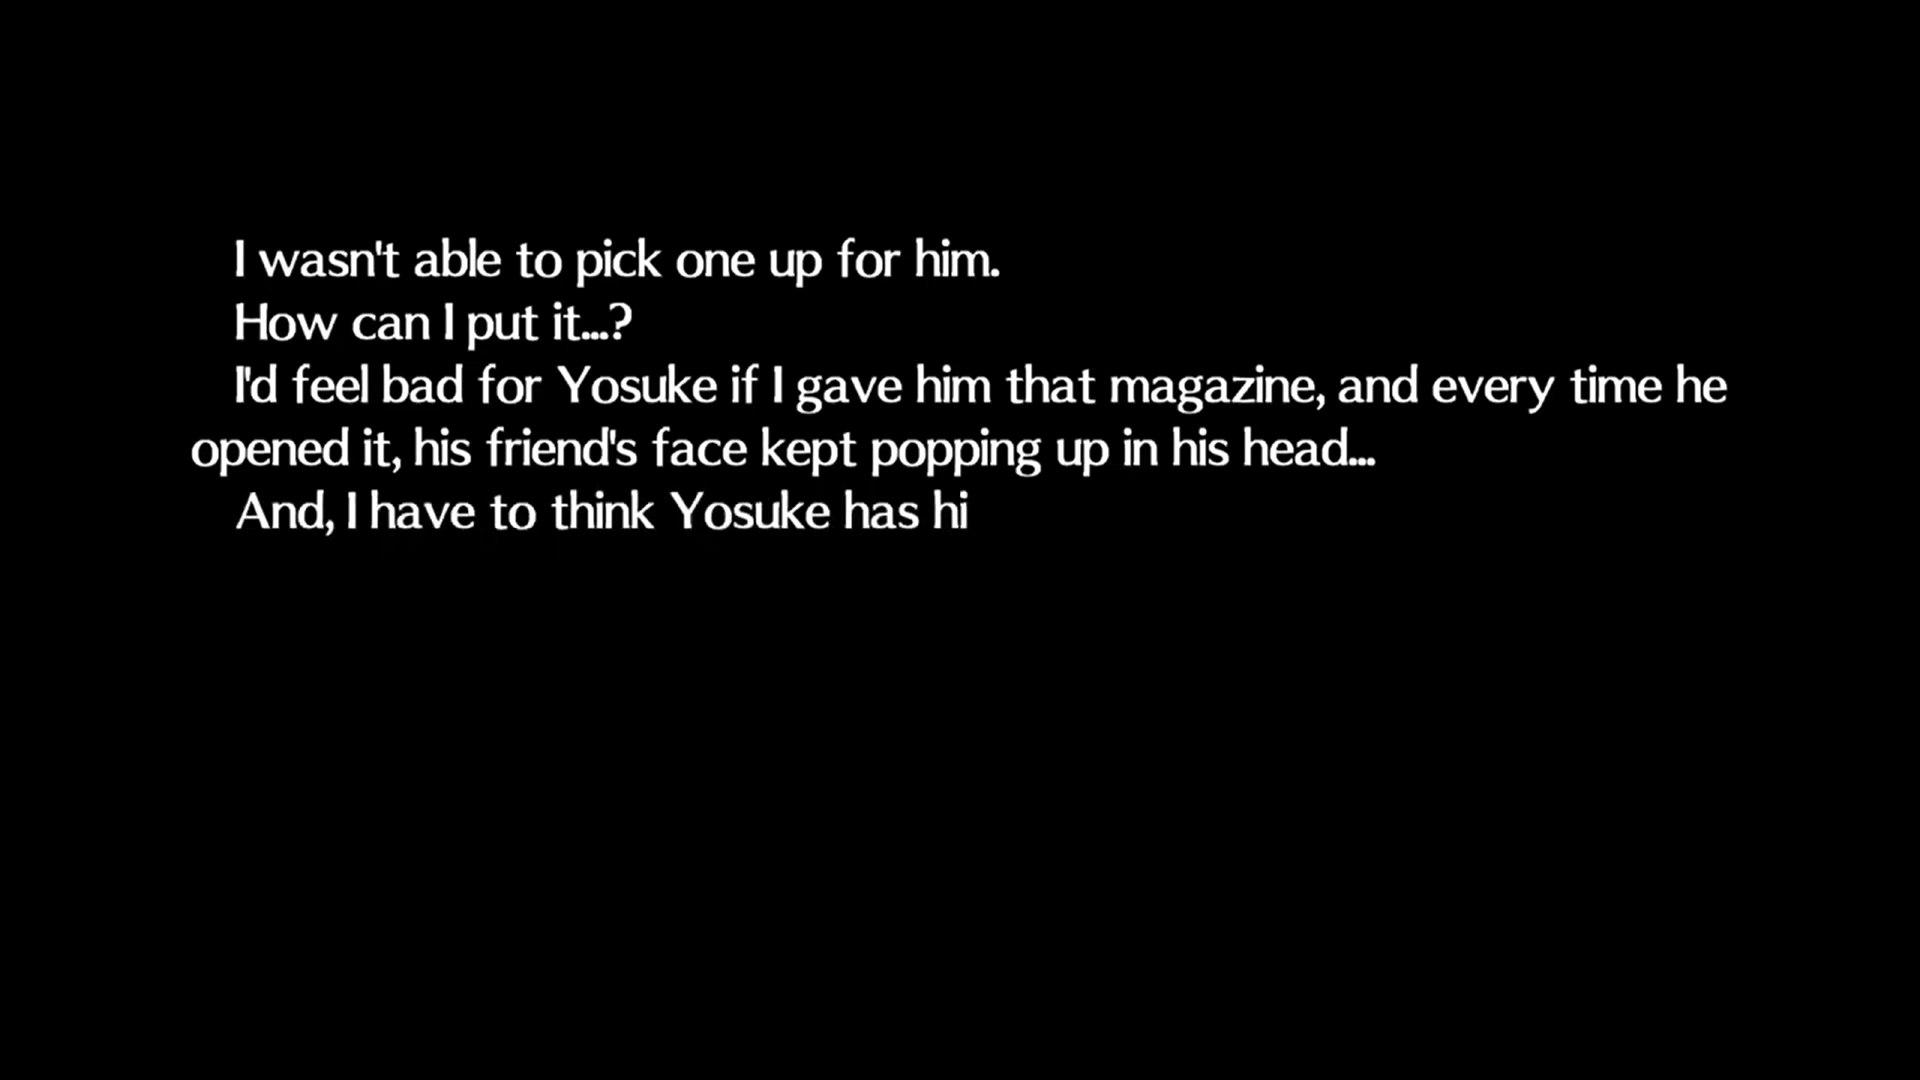 I wasn't able to pick one up for him.
How can I put it...?
I'd feel bad for Yosuke if I gave him that magazine, and every time he
opened it, his friend's face kept popping up in his head...
And, I have to think Yosuke has hi